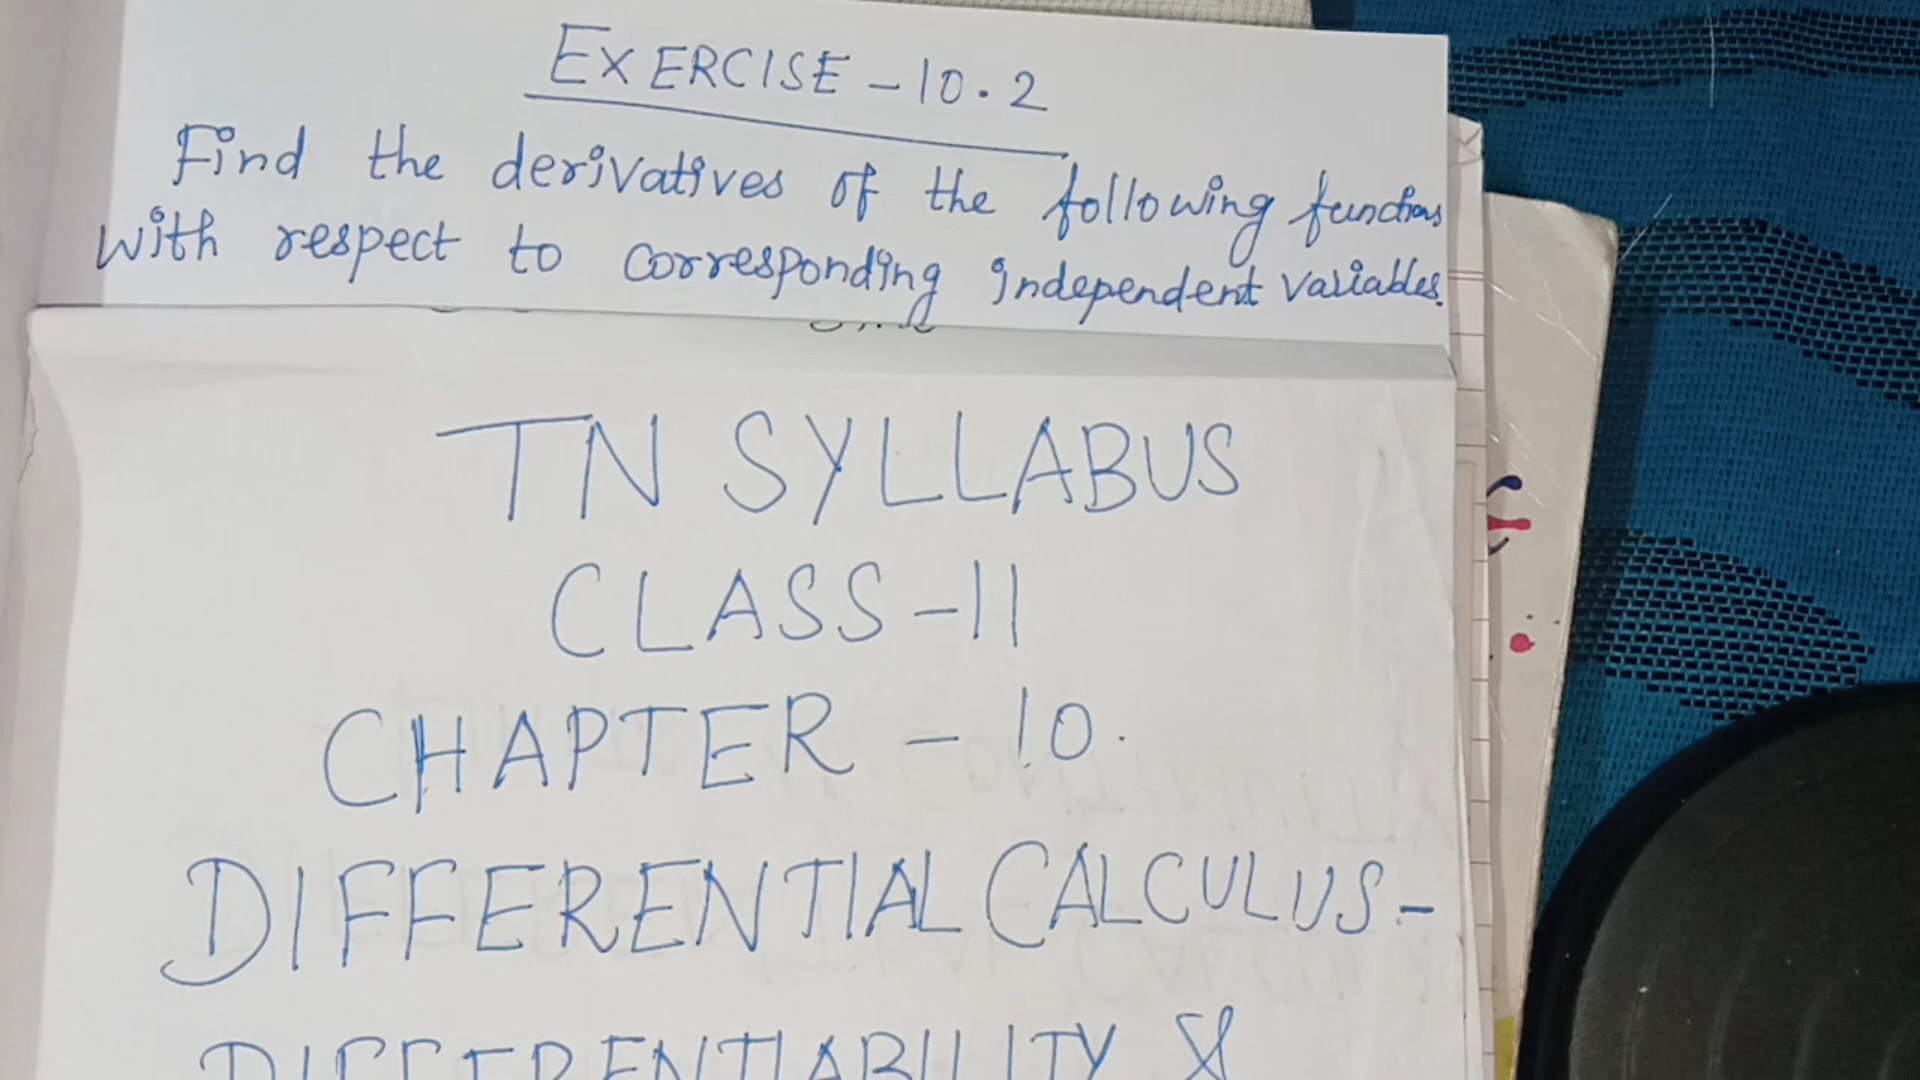 EXERCISE - 10.2
Find the derivatives of the following functions
with respect to corresponding independent variables.
TN SYLLABUS
CLASS-11
CHAPTER - 10.
DIFFERENTIAL CALCULUS-
DIFFERENTIABILITY &